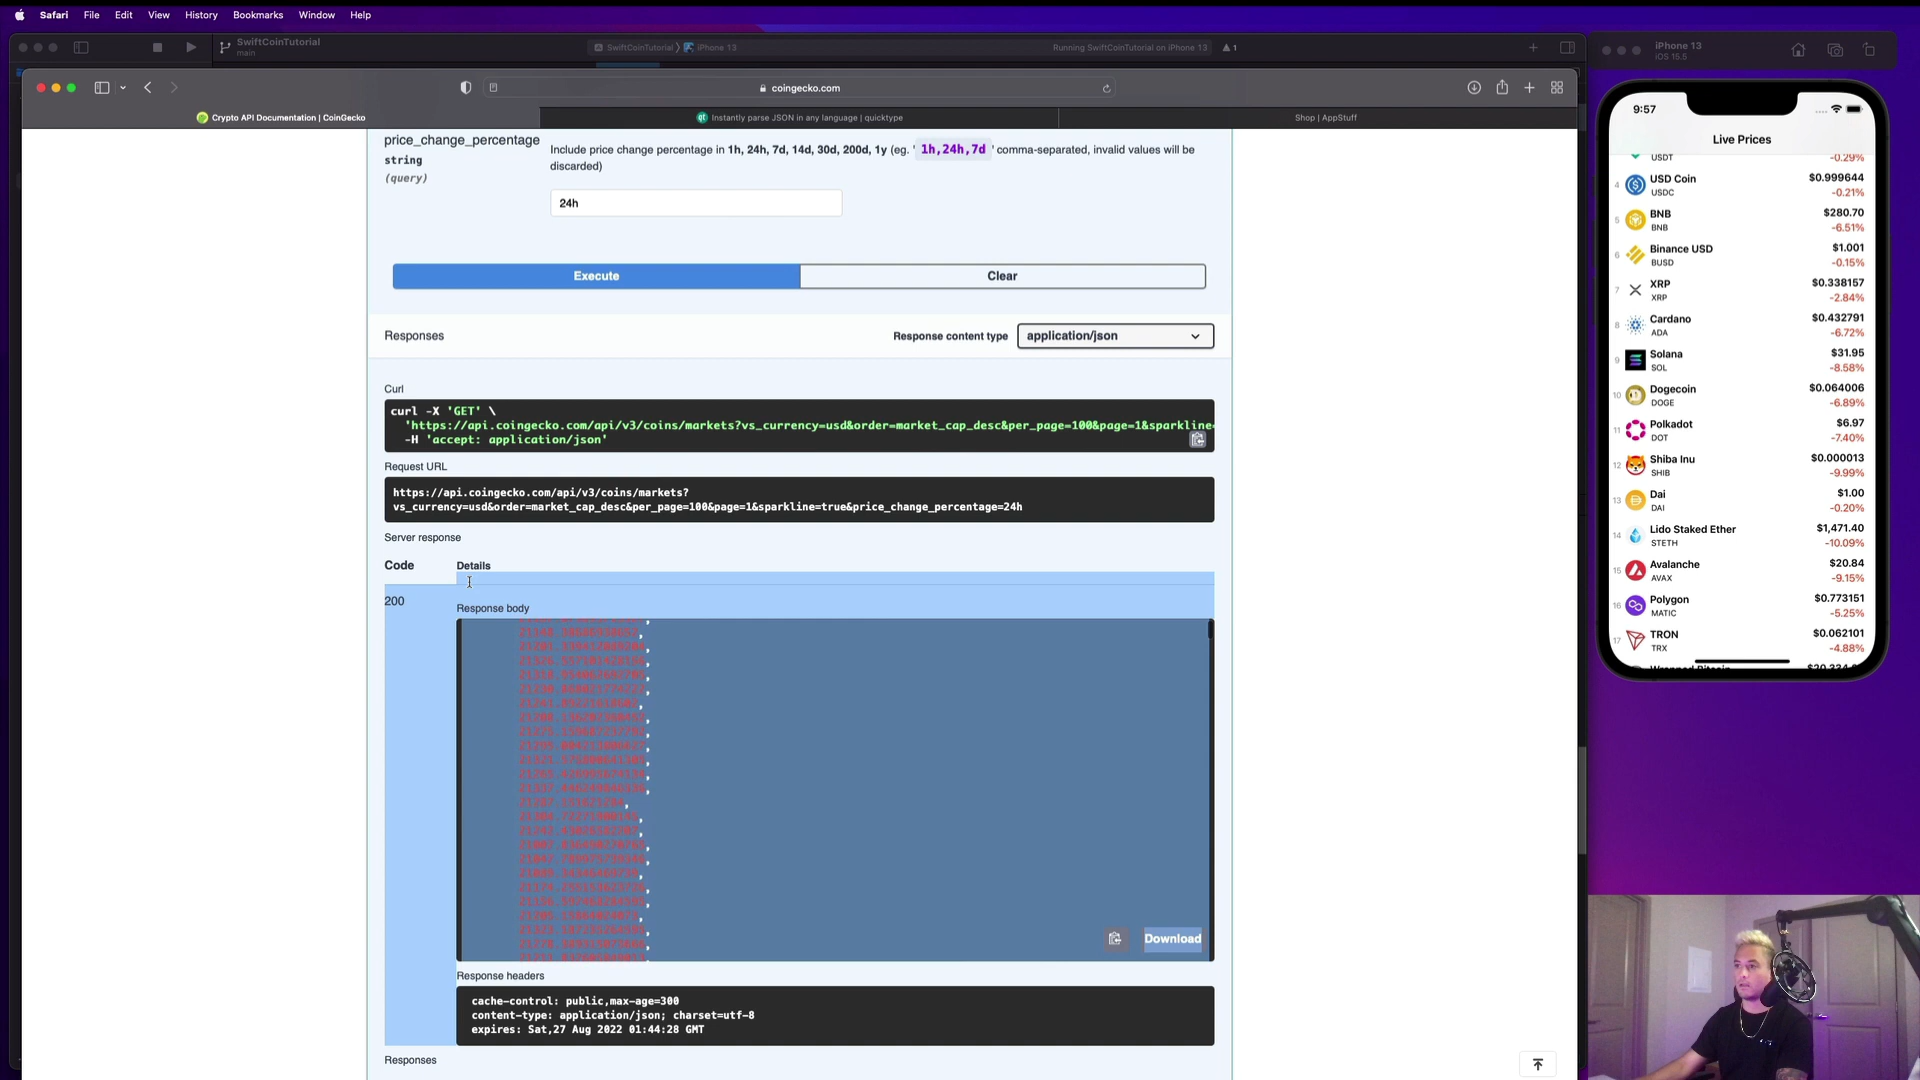 Safari File Edit View History Bookmarks Window Help
SwiftCoinTutorial
main
SwiftCoinTutorial
iPhone 13
Running SwiftCoinTutorial on iPhone 13
1
coingecko.com
Crypto API Documentation | CoinGecko
Instantly parse JSON in any language | quicktype
Shop | AppStuff
price_change_percentage
string
(query)
Include price change percentage in 1h, 24h, 7d, 14d, 30d, 200d, 1y (eg. ' 1h,24h,7d ' comma-separated, invalid values will be
discarded)
24h
Execute
Clear
Responses
Response content type
application/json
Curl
curl -X 'GET' \
'https://api.coingecko.com/api/v3/coins/markets?vs_currency=usd&order=market_cap_desc&per_page=100&page=1&sparkline=
-H 'accept: application/json'
Request URL
https://api.coingecko.com/api/v3/coins/markets?
vs_currency=usd&order=market_cap_desc&per_page=100&page=1&sparkline=true&price_change_percentage=24h
Server response
Code
Details
200
Response body
Download
Response headers
cache-control: public,max-age=300
content-type: application/json; charset=utf-8
expires: Sat,27 Aug 2022 01:44:28 GMT
Responses
iPhone 13
iOS 15.5
9:57
Live Prices
USDT -0.29%
4 USD Coin $0.999644
USDC -0.21%
5 BNB $280.70
BNB -6.51%
6 Binance USD $1.001
BUSD -0.15%
7 XRP $0.338157
XRP -2.84%
8 Cardano $0.432791
ADA -6.72%
9 Solana $31.95
SOL -8.58%
10 Dogecoin $0.064006
DOGE -6.89%
11 Polkadot $6.97
DOT -7.40%
12 Shiba Inu $0.000013
SHIB -9.99%
13 Dai $1.00
DAI -0.20%
14 Lido Staked Ether $1,471.40
STETH -10.09%
15 Avalanche $20.84
AVAX -9.15%
16 Polygon $0.773151
MATIC -5.25%
17 TRON $0.062101
TRX -4.88%